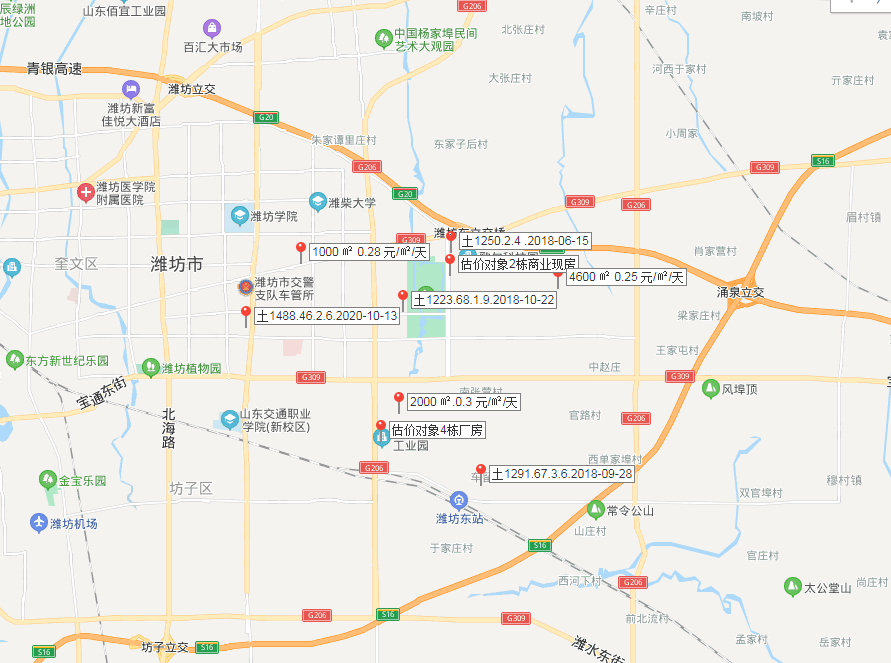 辰绿洲
地公园
山东佰宜工业园
百汇大市场
中国杨家埠民间
艺术大观园
G206
北张庄村
辛庄村
南坡村
青银高速
潍坊立交
大张庄村
河西于家村
亓家庄村
潍坊新富
佳悦大酒店
G20
朱家谭里庄村
东冢子后村
小周家
G206
G309
S16
潍坊医学院
附属医院
潍柴大学
G20
G309
G206
潍坊学院
眉村镇
G309
土1250.2.4 .2018-06-15
1000 ㎡ 0.28 元/㎡/天
肖家营村
奎文区
潍坊市
估价对象2栋商业现房
4600 ㎡ 0.25 元/㎡/天
潍坊市交警
支队车管所
涌泉立交
土1223.68.1.9.2018-10-22
土1488.46.2.6.2020-10-13
梁家庄村
王家屯村
东方新世纪乐园
潍坊植物园
中赵庄
G309
G309
宝通东街
南张营村
风埠顶
2000 ㎡.0.3 元/㎡/天
北海路
山东交通职业
学院(新校区)
官路村
G206
估价对象4栋厂房
工业园
西单家埠村
G206
土1291.67.3.6.2018-09-28
金宝乐园
坊子区
双官埠村
穆村镇
潍坊机场
潍坊东站
常令公山
山庄村
于家庄村
S16
官庄村
西河下村
G206
太公堂山
尚庄村
G206
S16
G309
前北流村
坊子立交
S16
S16
潍水东街
孟家村
岳家村